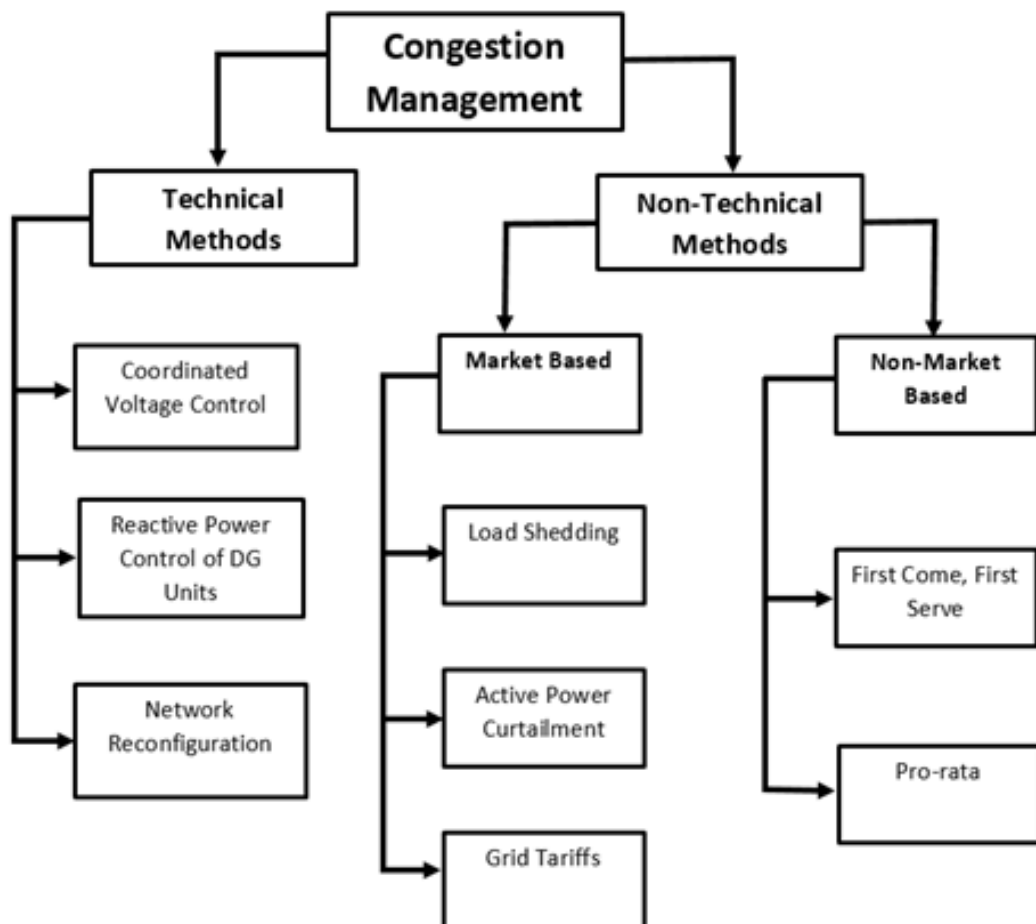 Congestion
Management
Technical
Methods
Non-Technical
Methods
Coordinated
Voltage Control
Reactive Power
Control of DG
Units
Network
Reconfiguration
Market Based
Load Shedding
Active Power
Curtailment
Grid Tariffs
Non-Market
Based
First Come, First
Serve
Pro-rata